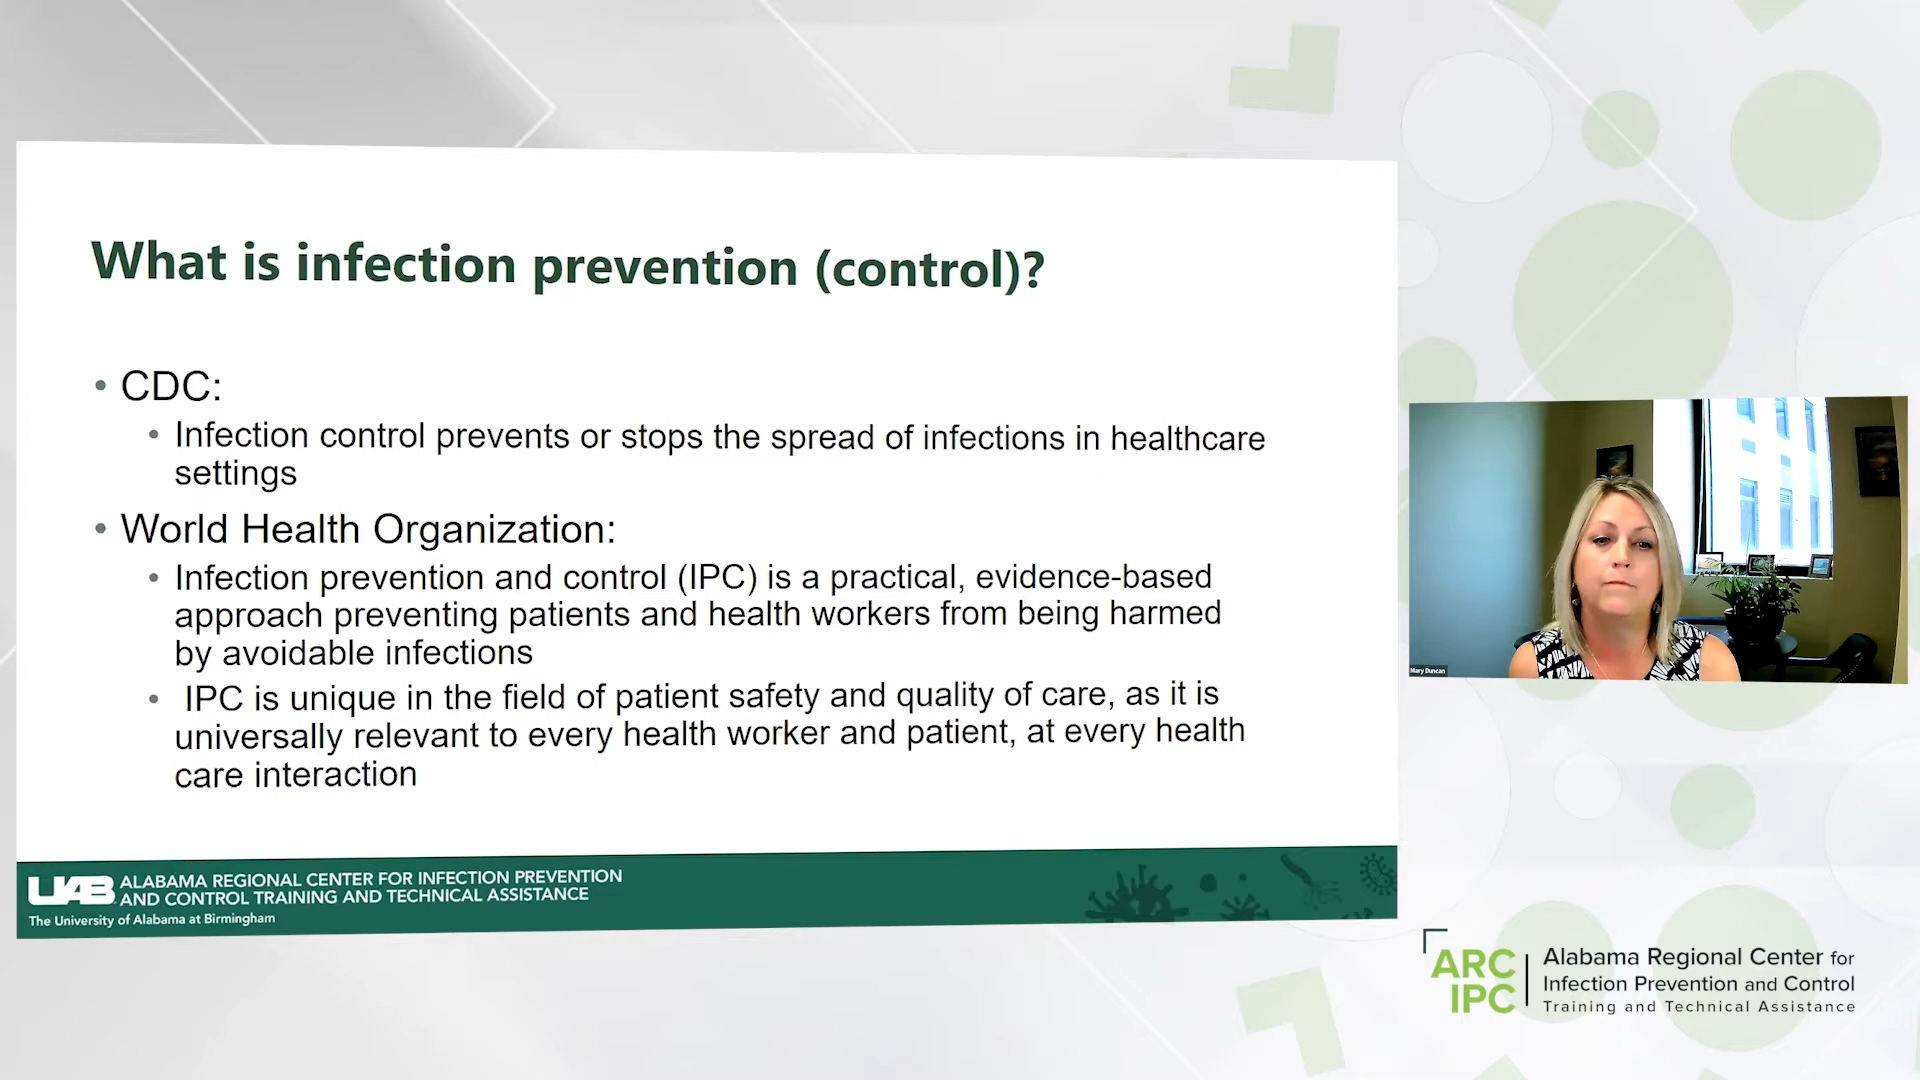 What is infection prevention (control)?
• CDC:
• Infection control prevents or stops the spread of infections in healthcare
settings
• World Health Organization:
• Infection prevention and control (IPC) is a practical, evidence-based
approach preventing patients and health workers from being harmed
by avoidable infections
• IPC is unique in the field of patient safety and quality of care, as it is
universally relevant to every health worker and patient, at every health
care interaction
UAB
ALABAMA REGIONAL CENTER FOR INFECTION PREVENTION
AND CONTROL TRAINING AND TECHNICAL ASSISTANCE
The University of Alabama at Birmingham
Mary Duncan
ARC
IPC
Alabama Regional Center for
Infection Prevention and Control
Training and Technical Assistance